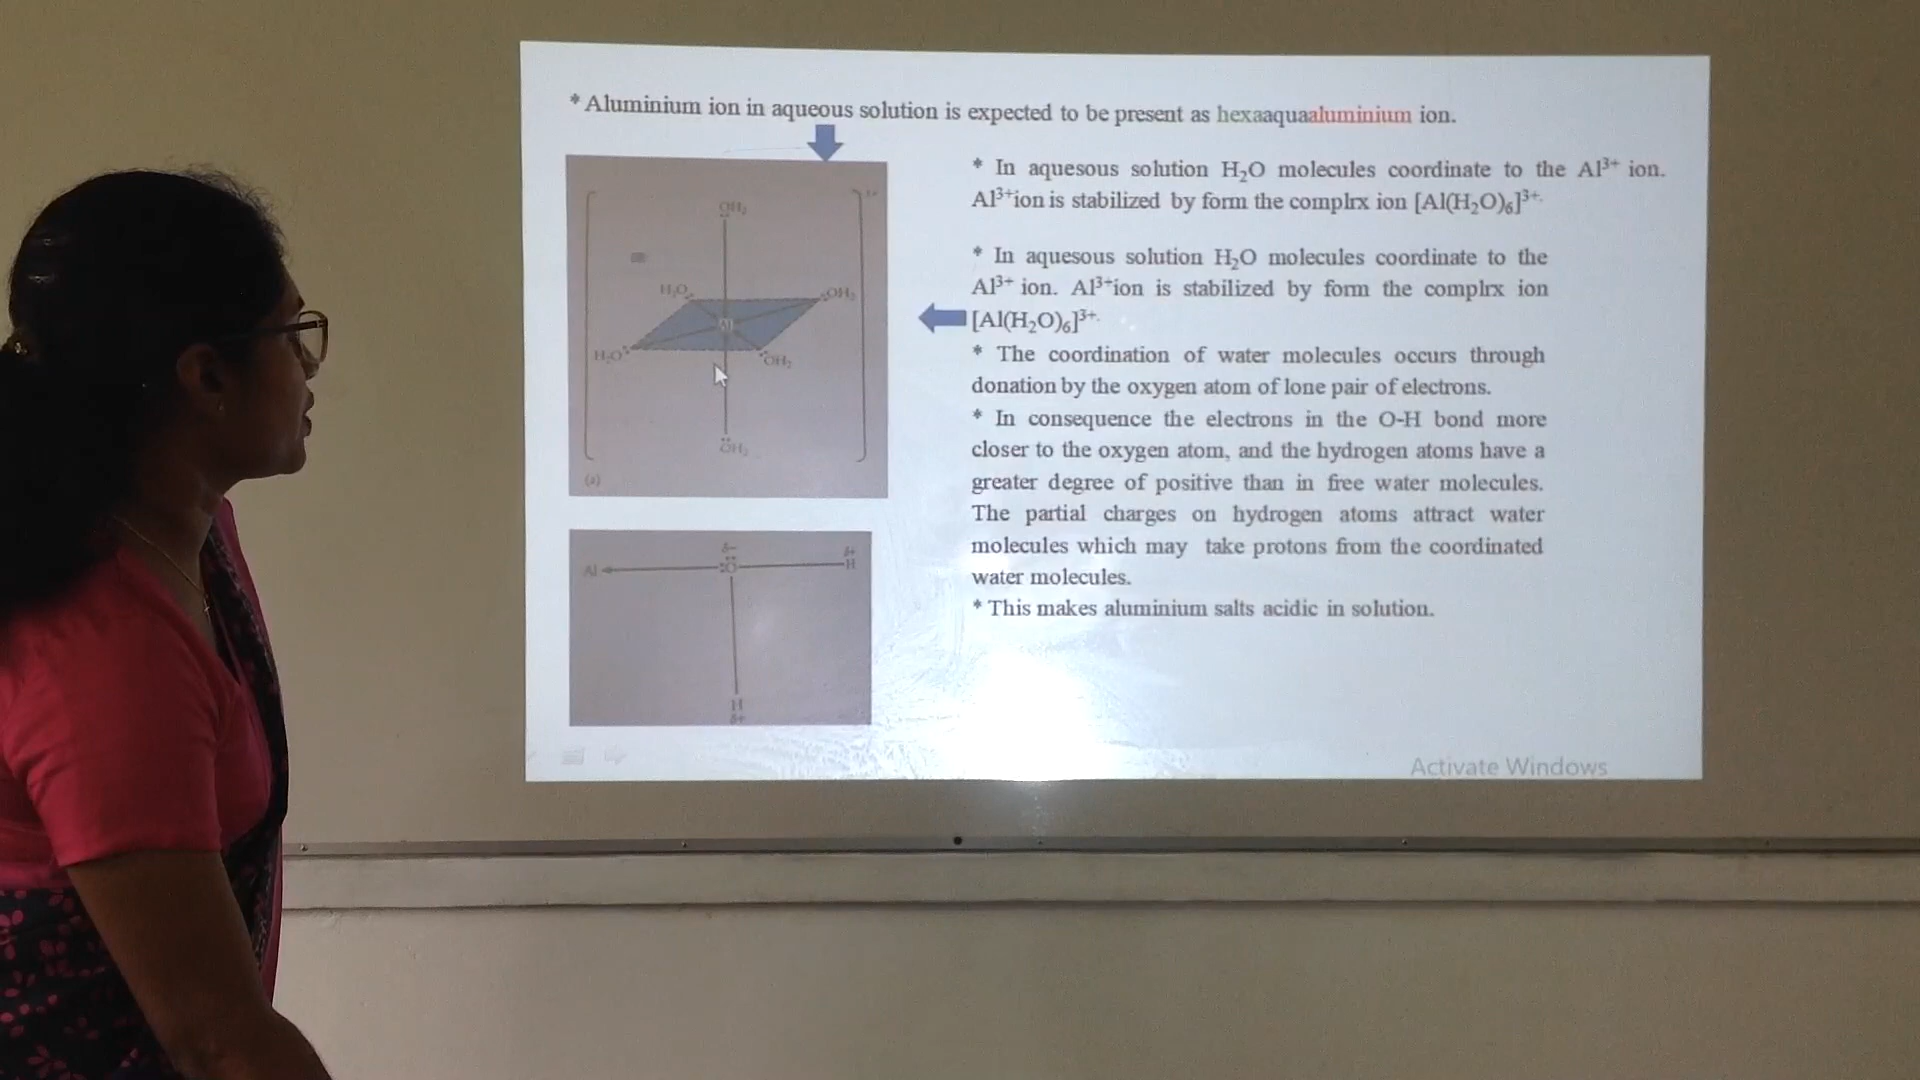 * Aluminium ion in aqueous solution is expected to be present as hexaaquaaluminium ion.
* In aquesous solution H₂O molecules coordinate to the Al³⁺ ion.
Al³⁺ion is stabilized by form the complrx ion [Al(H₂O)₆]³⁺.
* In aquesous solution H₂O molecules coordinate to the
Al³⁺ ion. Al³⁺ion is stabilized by form the complrx ion
[Al(H₂O)₆]³⁺.
* The coordination of water molecules occurs through
donation by the oxygen atom of lone pair of electrons.
* In consequence the electrons in the O-H bond more
closer to the oxygen atom, and the hydrogen atoms have a
greater degree of positive than in free water molecules.
The partial charges on hydrogen atoms attract water
molecules which may take protons from the coordinated
water molecules.
* This makes aluminium salts acidic in solution.
OH₂
H₂O
OH₂
Al
H₂O
OH₂
OH₂
(a)
δ− δ+
Al :O H
H
δ+
Activate Windows